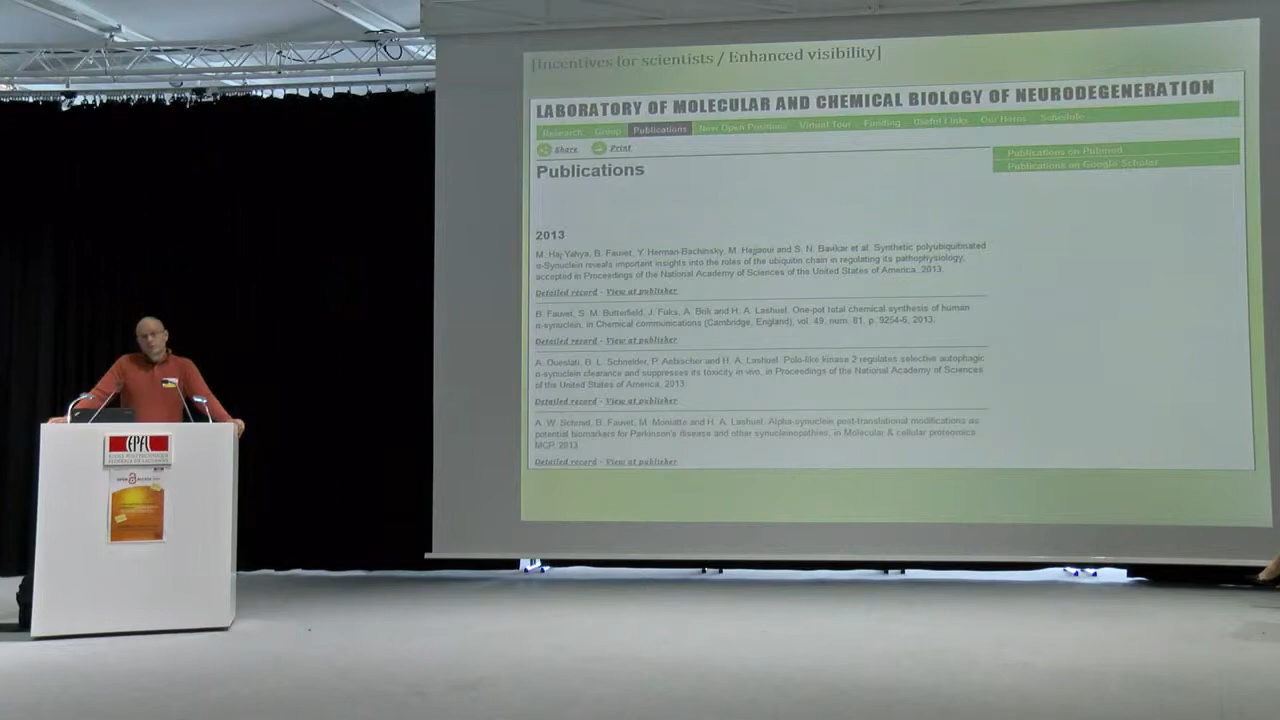 |Incentives for scientists / Enhanced visibility|
LABORATORY OF MOLECULAR AND CHEMICAL BIOLOGY OF NEURODEGENERATION
Research Group Publications New Open Positions Virtual Tour Funding Useful Links Our Heros Schedule
Share Print
Publications on Pubmed
Publications on Google Scholar
Publications
2013
M. Haj-Yahya, B. Fauvet, Y. Herman-Bachinsky, M. Hejjaoui and S. N. Bavikar et al. Synthetic polyubiquitinated
α-Synuclein reveals important insights into the roles of the ubiquitin chain in regulating its pathophysiology,
accepted in Proceedings of the National Academy of Sciences of the United States of America, 2013.
Detailed record - View at publisher
B. Fauvet, S. M. Butterfield, J. Fuks, A. Brik and H. A. Lashuel. One-pot total chemical synthesis of human
α-synuclein, in Chemical communications (Cambridge, England), vol. 49, num. 81, p. 9254-6, 2013.
Detailed record - View at publisher
A. Oueslati, B. L. Schneider, P. Aebischer and H. A. Lashuel. Polo-like kinase 2 regulates selective autophagic
α-synuclein clearance and suppresses its toxicity in vivo, in Proceedings of the National Academy of Sciences
of the United States of America, 2013.
Detailed record - View at publisher
A. W. Schmid, B. Fauvet, M. Moniatte and H. A. Lashuel. Alpha-synuclein post-translational modifications as
potential biomarkers for Parkinson's disease and other synucleinopathies, in Molecular & cellular proteomics
MCP, 2013.
Detailed record - View at publisher
EPFL
ÉCOLE POLYTECHNIQUE
FÉDÉRALE DE LAUSANNE
OPEN ACCESS